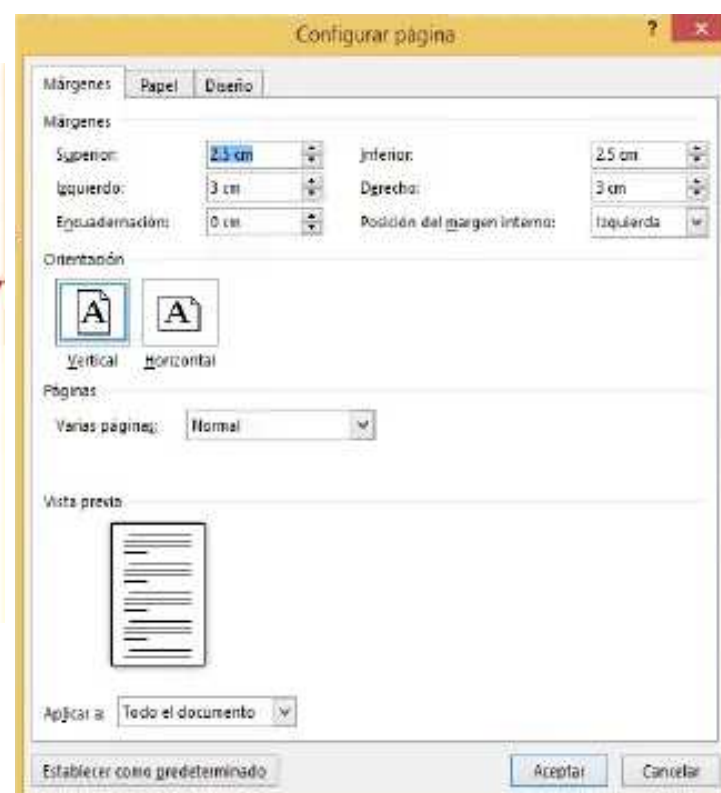 Configurar página ?
Márgenes Papel Diseño
Márgenes
Superior: 2.5 cm Inferior: 2.5 cm
Izquierdo: 3 cm Derecho: 3 cm
Encuadernación: 0 cm Posición del margen interno: Izquierda
Orientación
A A
Vertical Horizontal
Páginas
Varias páginas: Normal
Vista previa
Aplicar a: Todo el documento
Establecer como predeterminado Aceptar Cancelar